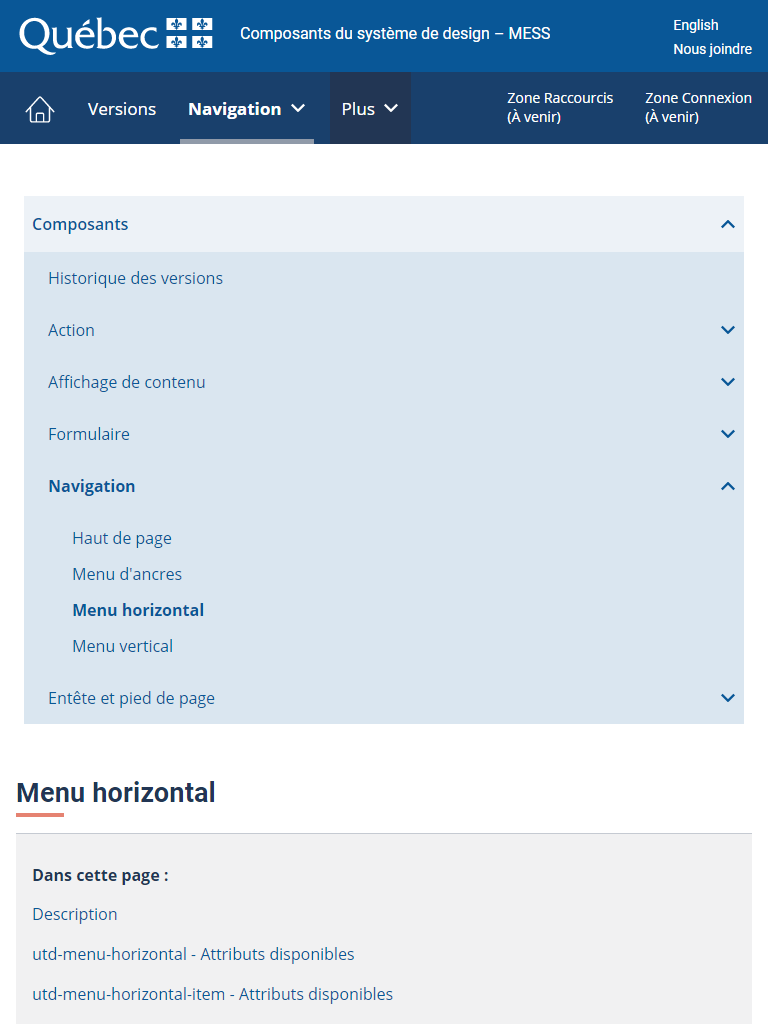 Québec
Composants du système de design – MESS
English
Nous joindre
Versions
Navigation
Plus
Zone Raccourcis
(À venir)
Zone Connexion
(À venir)
Composants
Historique des versions
Action
Affichage de contenu
Formulaire
Navigation
Haut de page
Menu d'ancres
Menu horizontal
Menu vertical
Entête et pied de page
Menu horizontal
Dans cette page :
Description
utd-menu-horizontal - Attributs disponibles
utd-menu-horizontal-item - Attributs disponibles